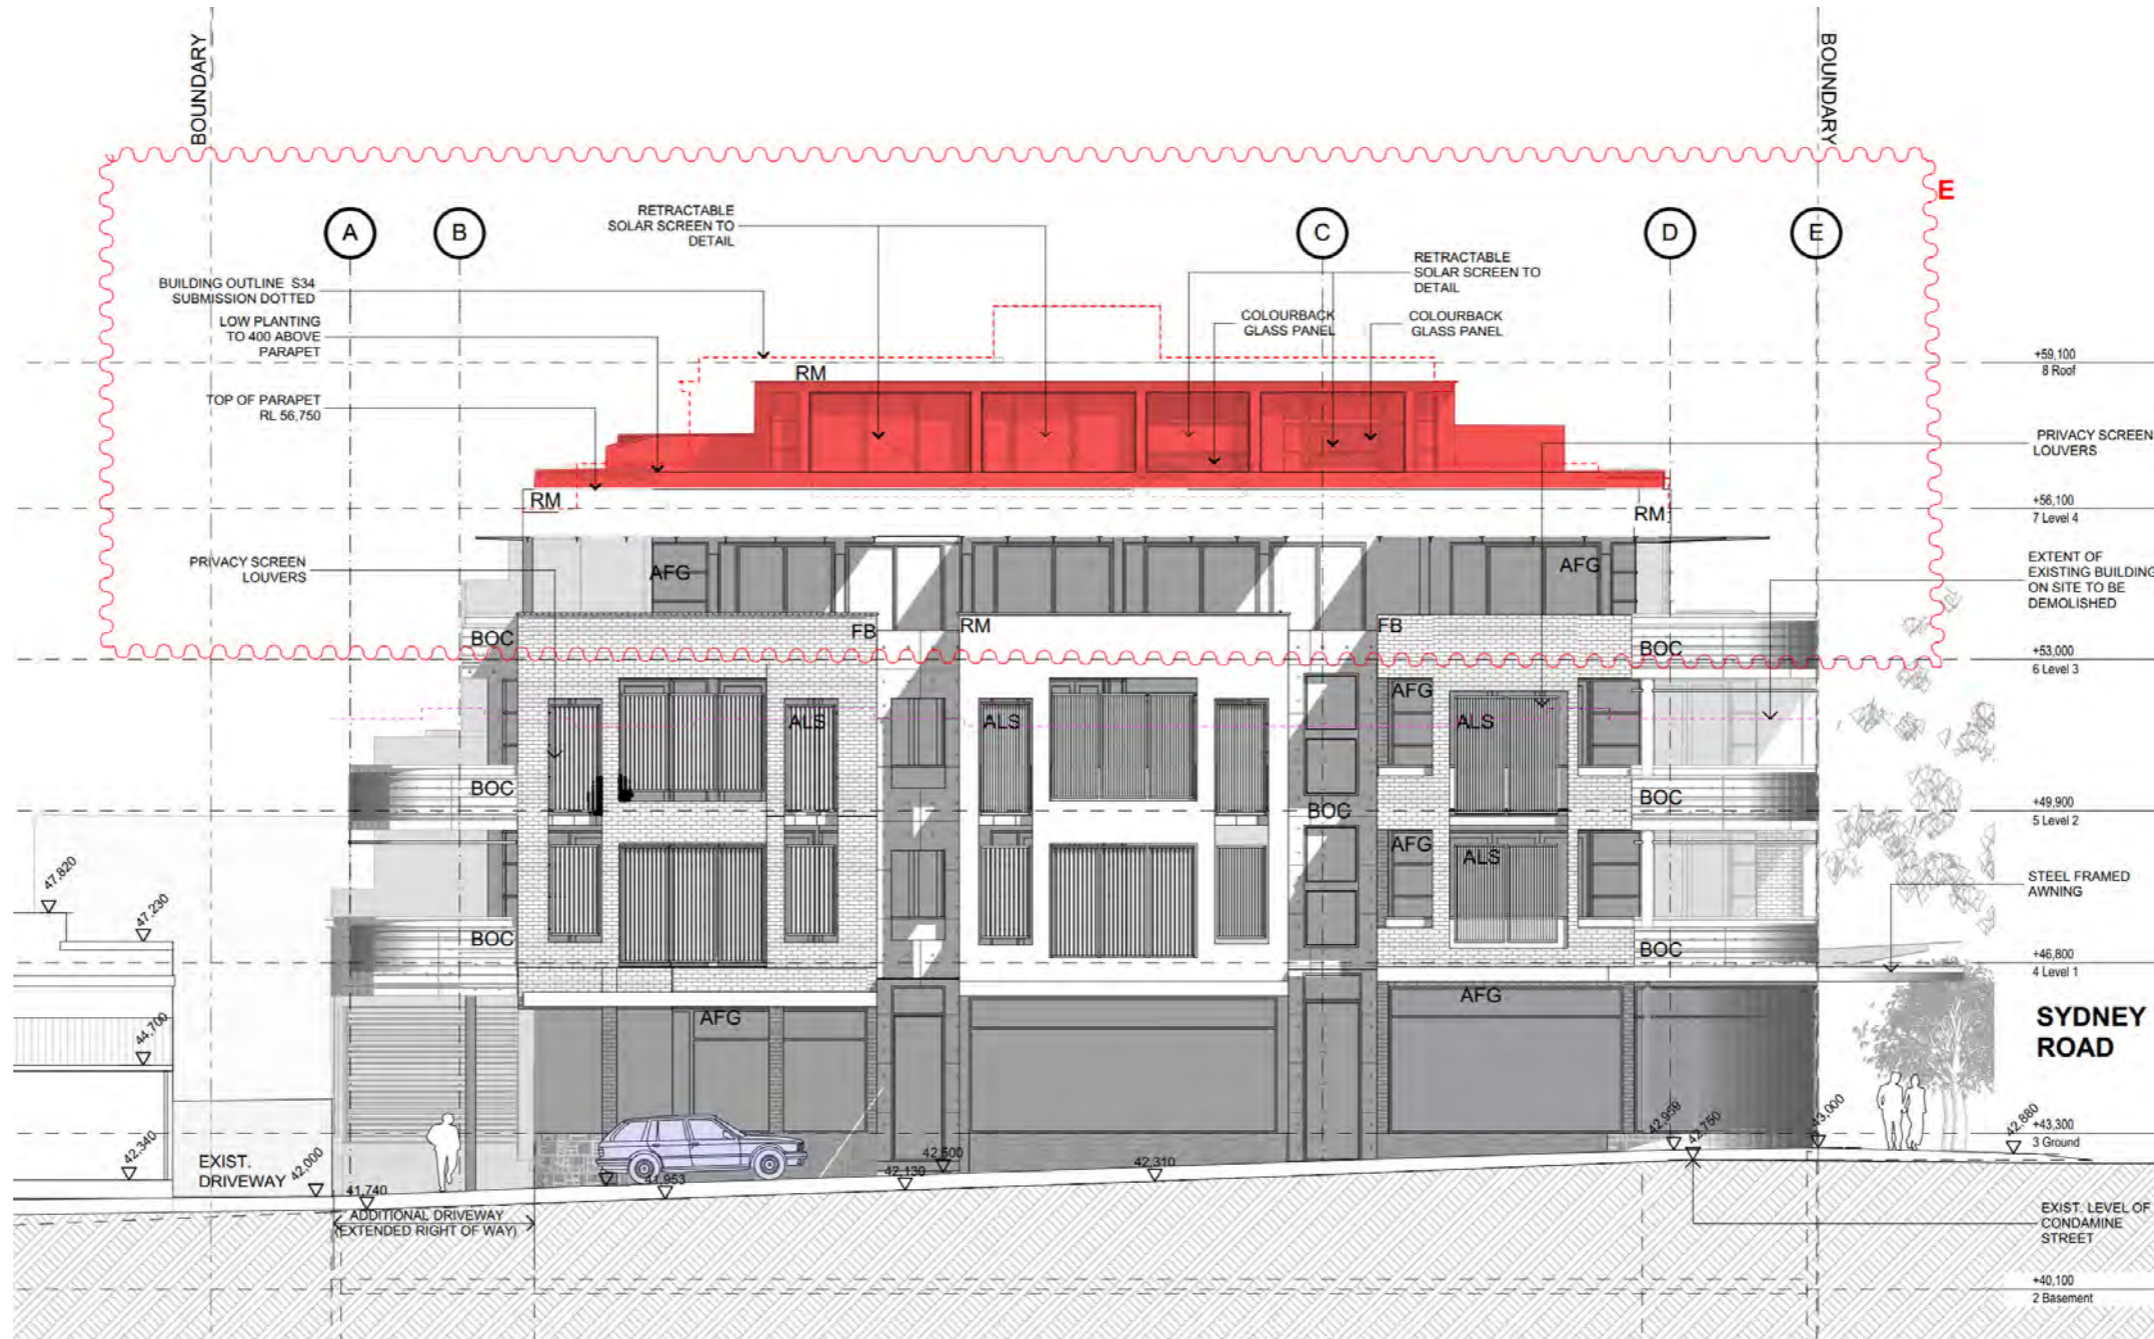 BOUNDARY
BOUNDARY
E
A
B
C
D
E
RETRACTABLE
SOLAR SCREEN TO
DETAIL
RETRACTABLE
SOLAR SCREEN TO
DETAIL
BUILDING OUTLINE S34
SUBMISSION DOTTED
LOW PLANTING
TO 400 ABOVE
PARAPET
COLOURBACK
GLASS PANEL
COLOURBACK
GLASS PANEL
+59,100
8 Roof
RM
TOP OF PARAPET
RL 56,750
PRIVACY SCREEN
LOUVERS
RM
RM
+56,100
7 Level 4
PRIVACY SCREEN
LOUVERS
AFG
AFG
EXTENT OF
EXISTING BUILDING
ON SITE TO BE
DEMOLISHED
BOC
FB
RM
FB
BOC
+53,000
6 Level 3
AFG
ALS
ALS
ALS
BOC
BOC
BOC
+49,900
5 Level 2
AFG
ALS
47,820
47,230
STEEL FRAMED
AWNING
BOC
BOC
+46,800
4 Level 1
AFG
AFG
44,700
SYDNEY
ROAD
42,340
EXIST.
DRIVEWAY
42,000
41,740
41,953
42,130
42,600
42,310
42,959
42,750
43,000
42,880
+43,300
3 Ground
ADDITIONAL DRIVEWAY
(EXTENDED RIGHT OF WAY)
EXIST. LEVEL OF
CONDAMINE
STREET
+40,100
2 Basement